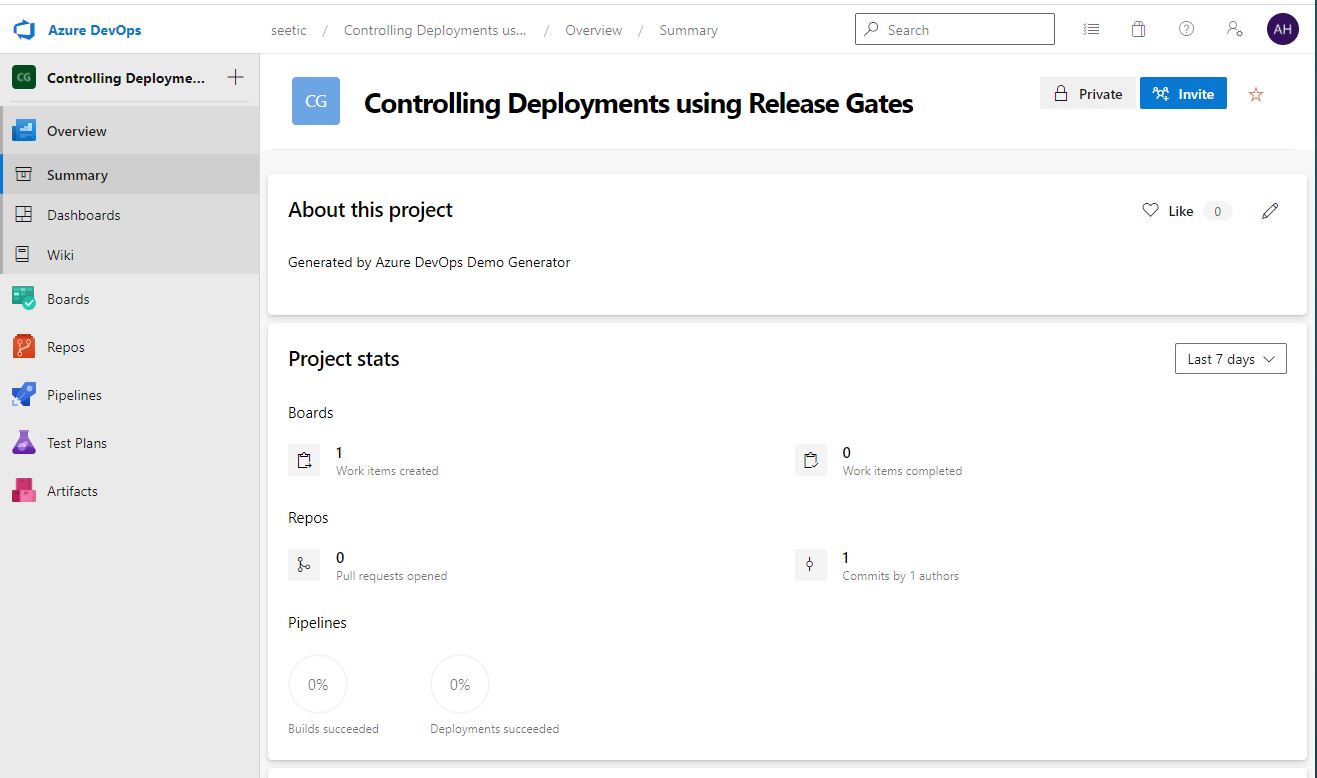 Azure DevOps
seetic / Controlling Deployments us... / Overview / Summary
Search
AH
CG Controlling Deployme... +
Overview
Summary
Dashboards
Wiki
Boards
Repos
Pipelines
Test Plans
Artifacts
CG
Controlling Deployments using Release Gates
Private
Invite
About this project
Like 0
Generated by Azure DevOps Demo Generator
Project stats
Last 7 days
Boards
1
Work items created
0
Work items completed
Repos
0
Pull requests opened
1
Commits by 1 authors
Pipelines
0%
Builds succeeded
0%
Deployments succeeded